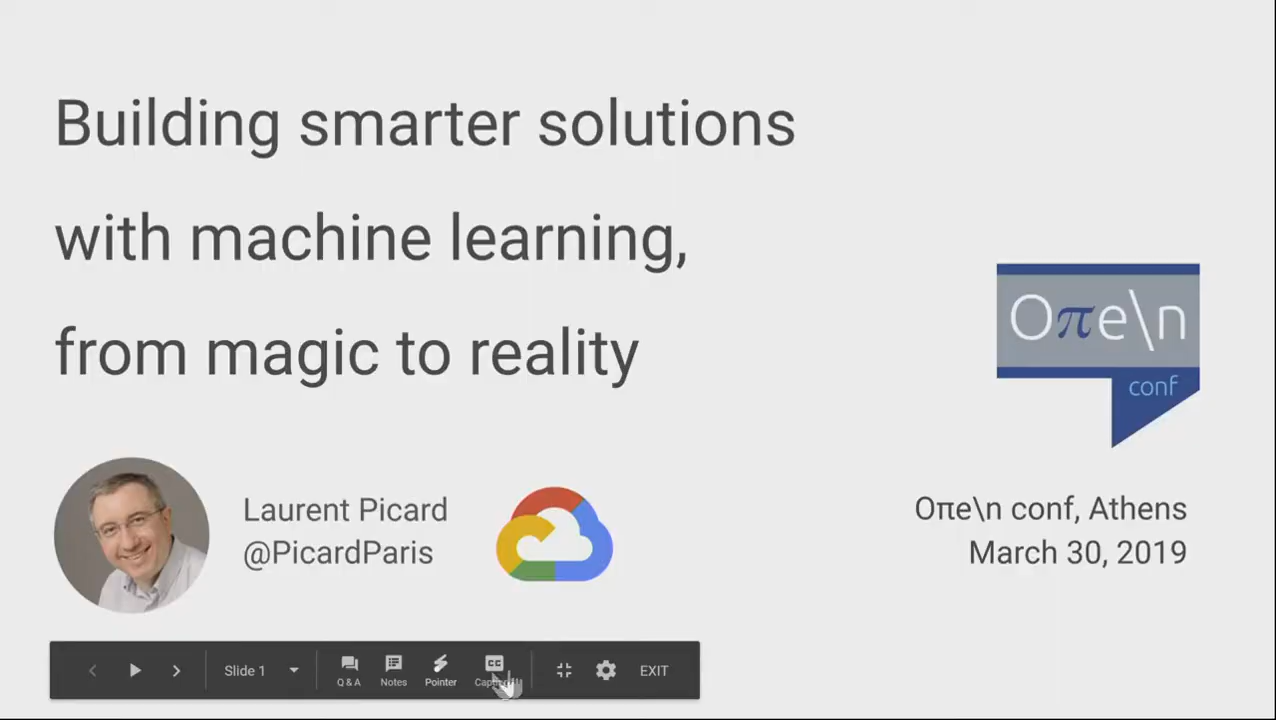 Building smarter solutions
with machine learning,
from magic to reality
Oπe\n
conf
Laurent Picard
@PicardParis
Oπe\n conf, Athens
March 30, 2019
Slide 1
Q & A
Notes
Pointer
CC
EXIT